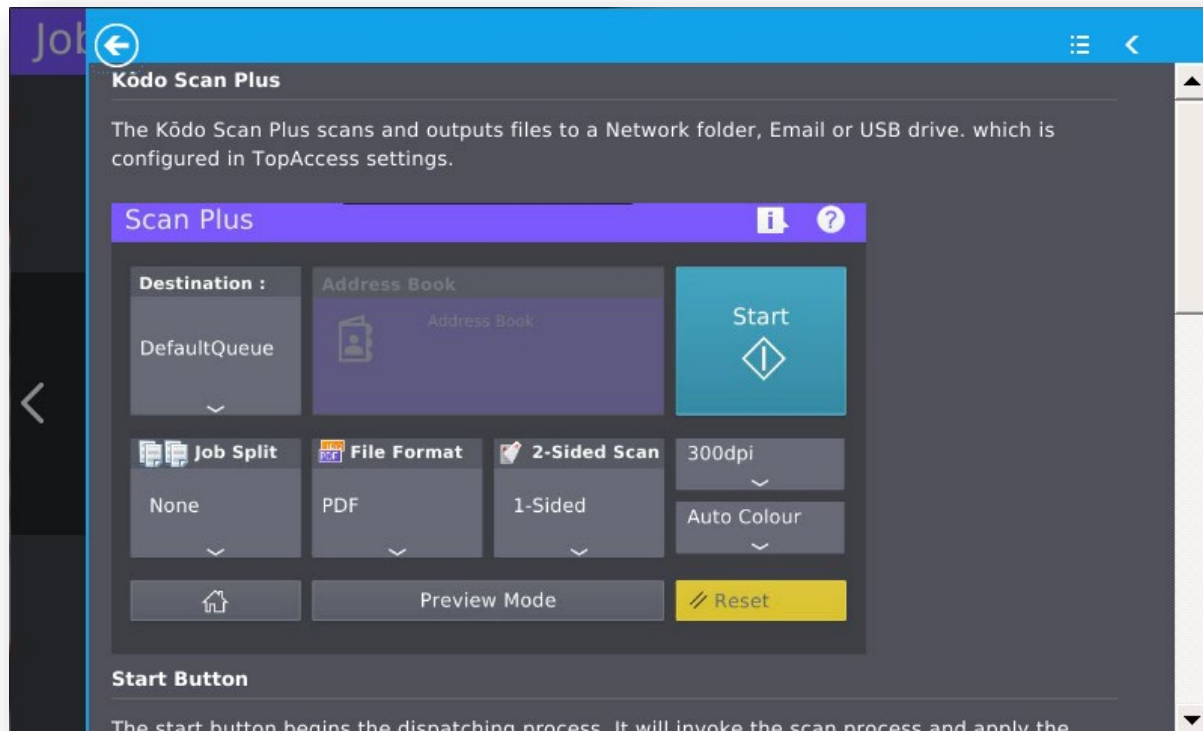 Job
Kōdo Scan Plus
The Kōdo Scan Plus scans and outputs files to a Network folder, Email or USB drive. which is
configured in TopAccess settings.
Scan Plus
i ?
Destination :
DefaultQueue
Address Book
Address Book
Start
Job Split
None
File Format
PDF
2-Sided Scan
1-Sided
300dpi
Auto Colour
Preview Mode
Reset
Start Button
The start button begins the dispatching process. It will invoke the scan process and apply the